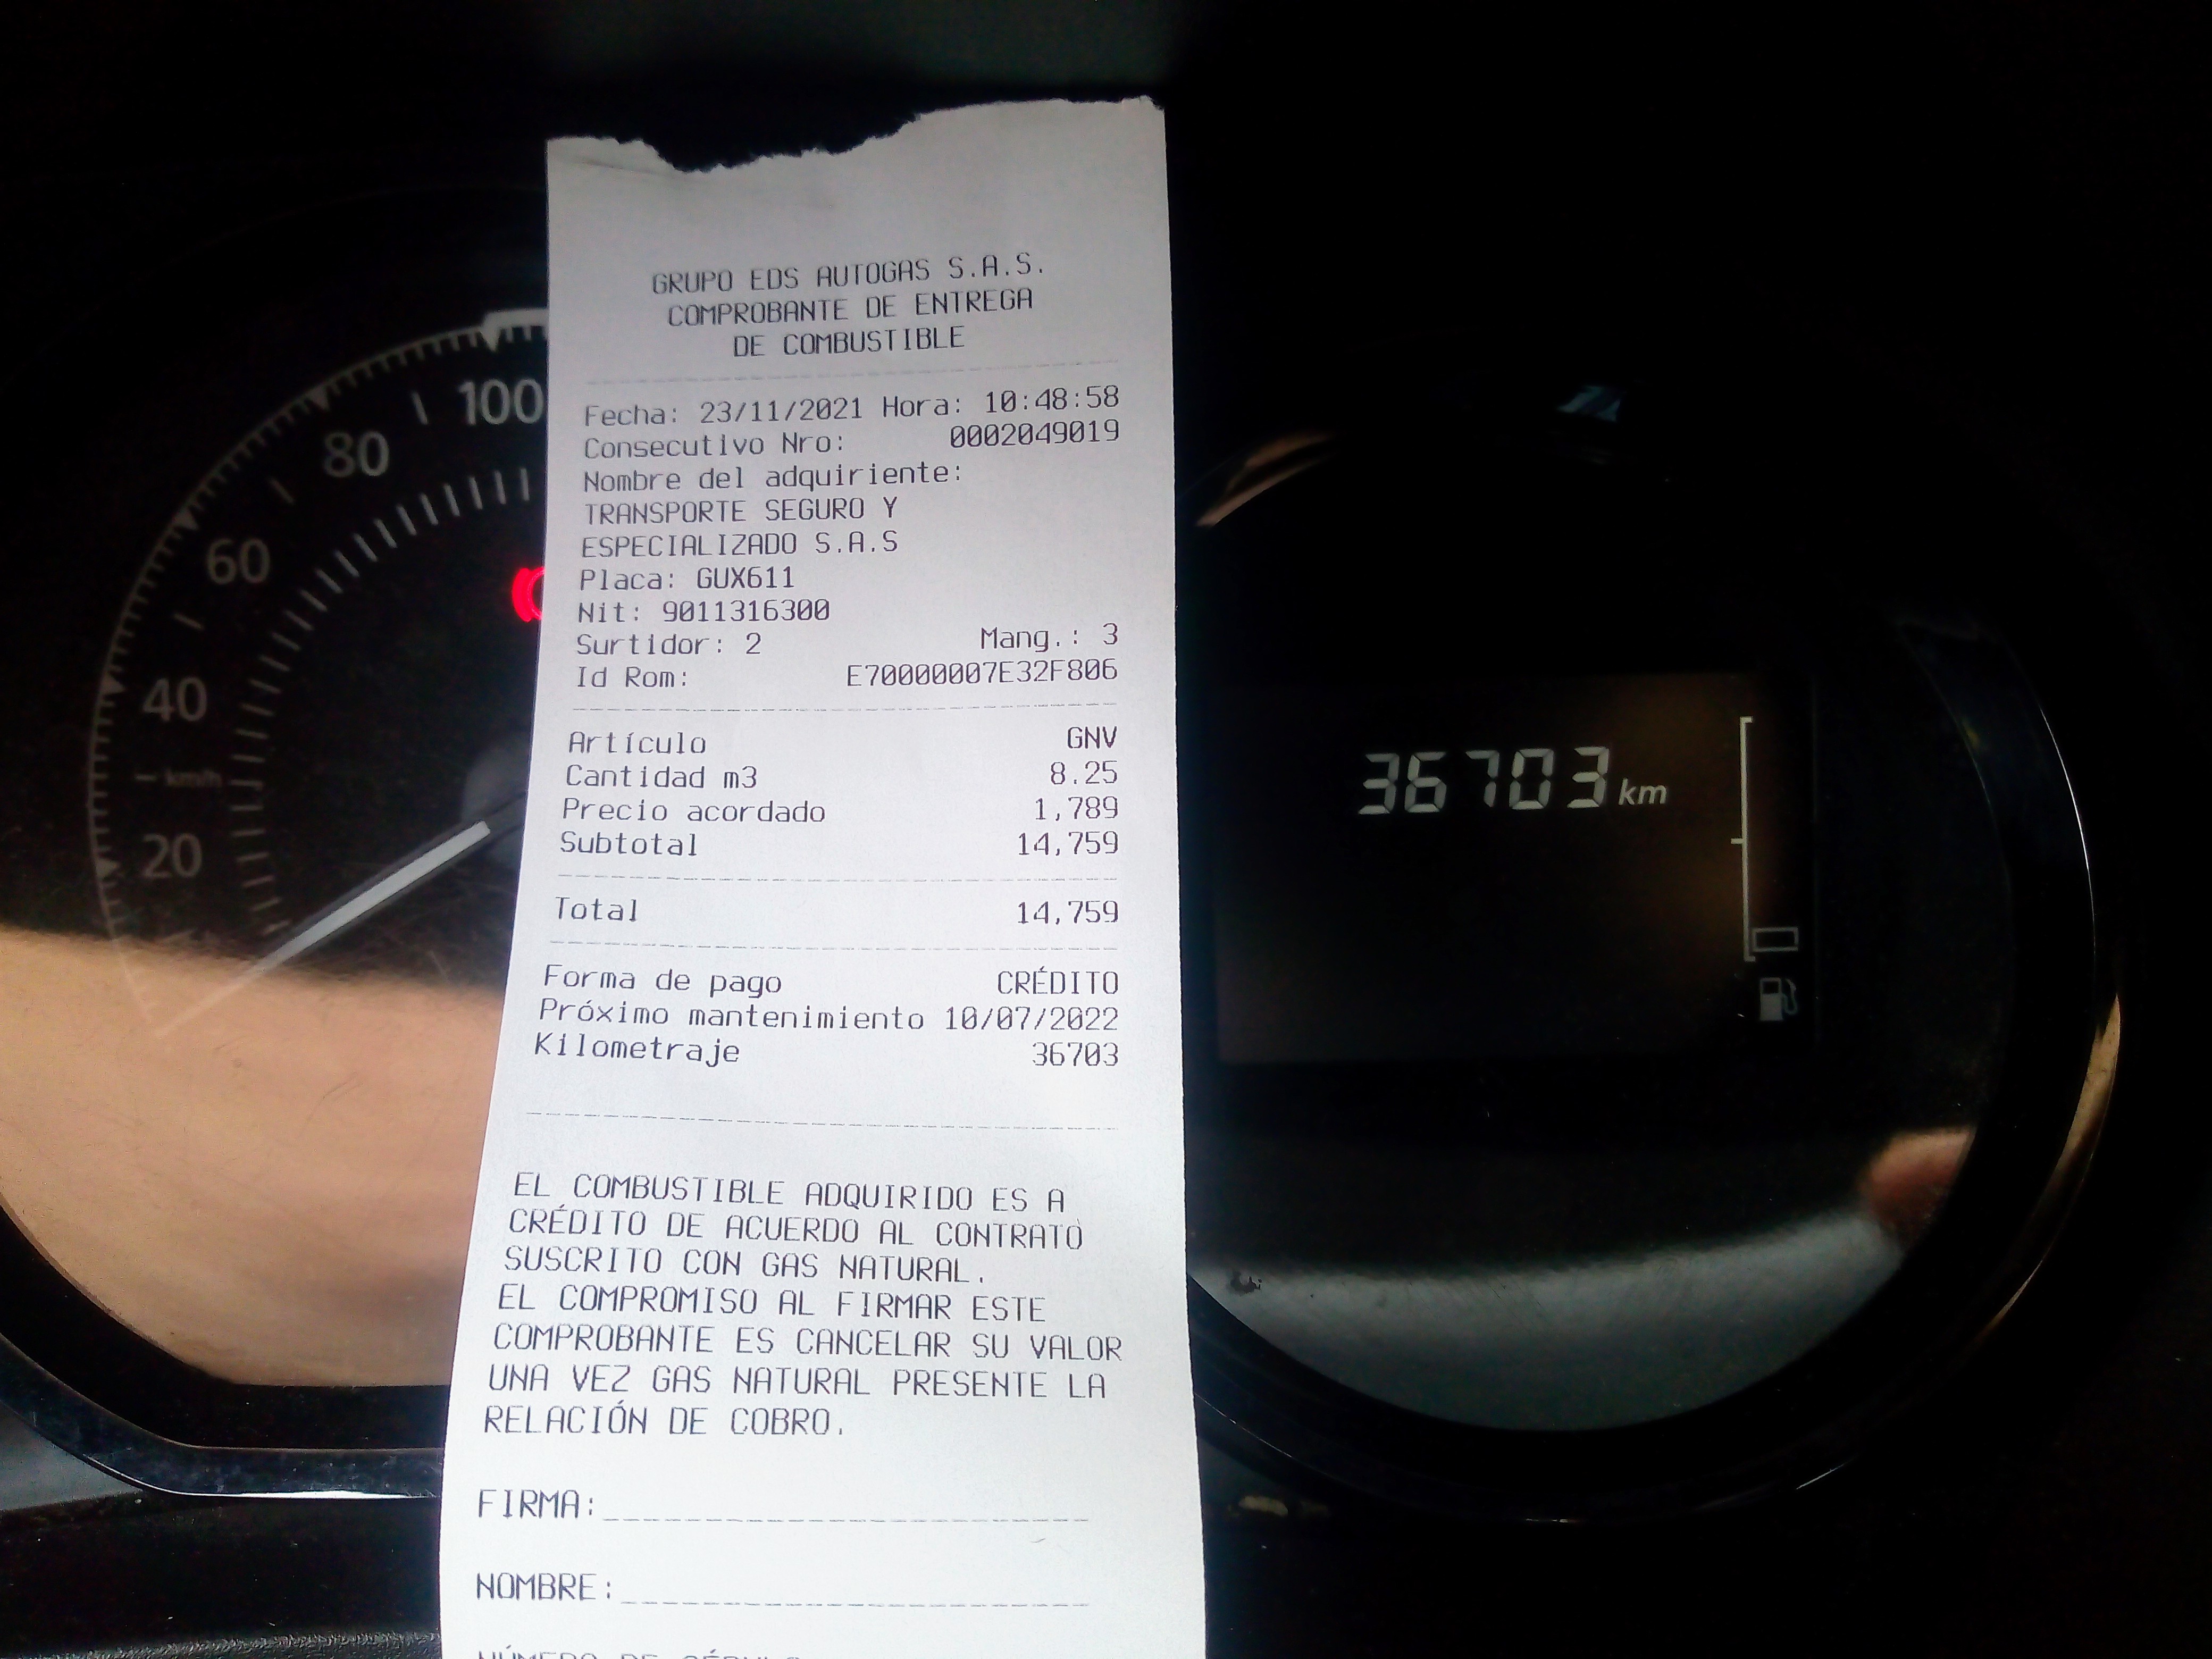 GRUPO EDS AUTOGAS S.A.S.
COMPROBANTE DE ENTREGA
DE COMBUSTIBLE
Fecha: 23/11/2021 Hora: 10:48:58
Consecutivo Nro: 0002049019
Nombre del adquiriente:
TRANSPORTE SEGURO Y
ESPECIALIZADO S.A.S
Placa: GUX611
Nit: 9011316300
Surtidor: 2 Mang.: 3
Id Rom: E70000007E32F806
Artículo GNV
Cantidad m3 8.25
Precio acordado 1,789
Subtotal 14,759
Total 14,759
Forma de pago CRÉDITO
Próximo mantenimiento 10/07/2022
Kilometraje 36703
EL COMBUSTIBLE ADQUIRIDO ES A
CRÉDITO DE ACUERDO AL CONTRATO
SUSCRITO CON GAS NATURAL.
EL COMPROMISO AL FIRMAR ESTE
COMPROBANTE ES CANCELAR SU VALOR
UNA VEZ GAS NATURAL PRESENTE LA
RELACIÓN DE COBRO.
FIRMA:
NOMBRE:
100
80
60
40
km/h
20
36703 km